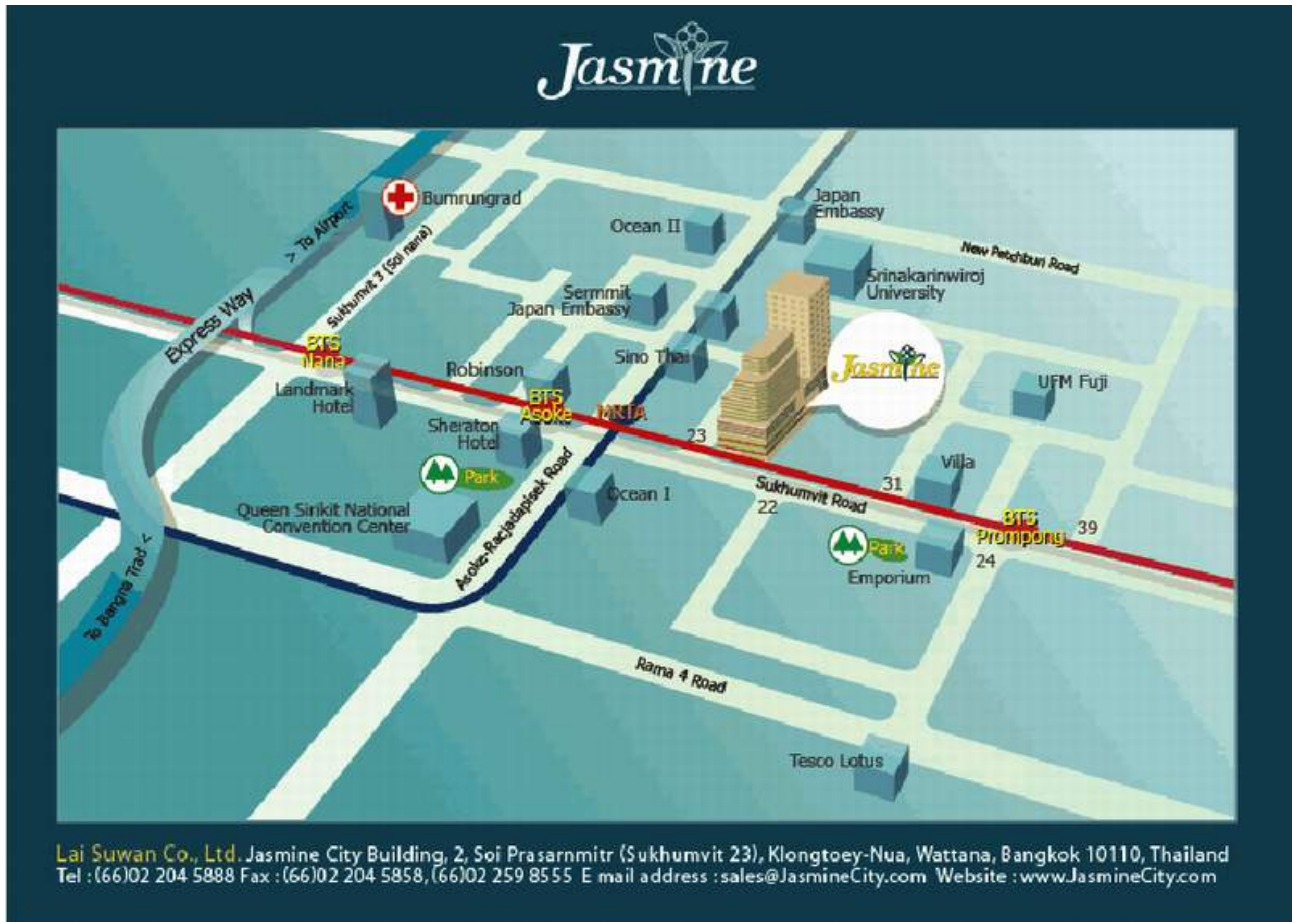 Jasmine
Bumrungrad
> To Airport
Sukhumvit 3 (Soi nana)
Express Way
Ocean II
Japan
Embassy
New Petchburi Road
Srinakarinwiroj
University
Sermmit
Japan Embassy
Sino Thai
Jasmine
UFM Fuji
BTS
Nana
Landmark
Hotel
Robinson
BTS
Asoke
MRTA
Sheraton
Hotel
23
Park
Queen Sirikit National
Convention Center
Asoke-Racjadapisek Road
Ocean I
Sukhumvit Road
22
31
Villa
BTS
Prompong
39
Park
Emporium
24
To Bangna Trad <
Rama 4 Road
Tesco Lotus
Lai Suwan Co., Ltd. Jasmine City Building, 2, Soi Prasarnmitr (Sukhumvit 23), Klongtoey-Nua, Wattana, Bangkok 10110, Thailand
Tel :(66)02 204 5888 Fax :(66)02 204 5858, (66)02 259 8555 E mail address :sales@JasmineCity.com Website :www.JasmineCity.com